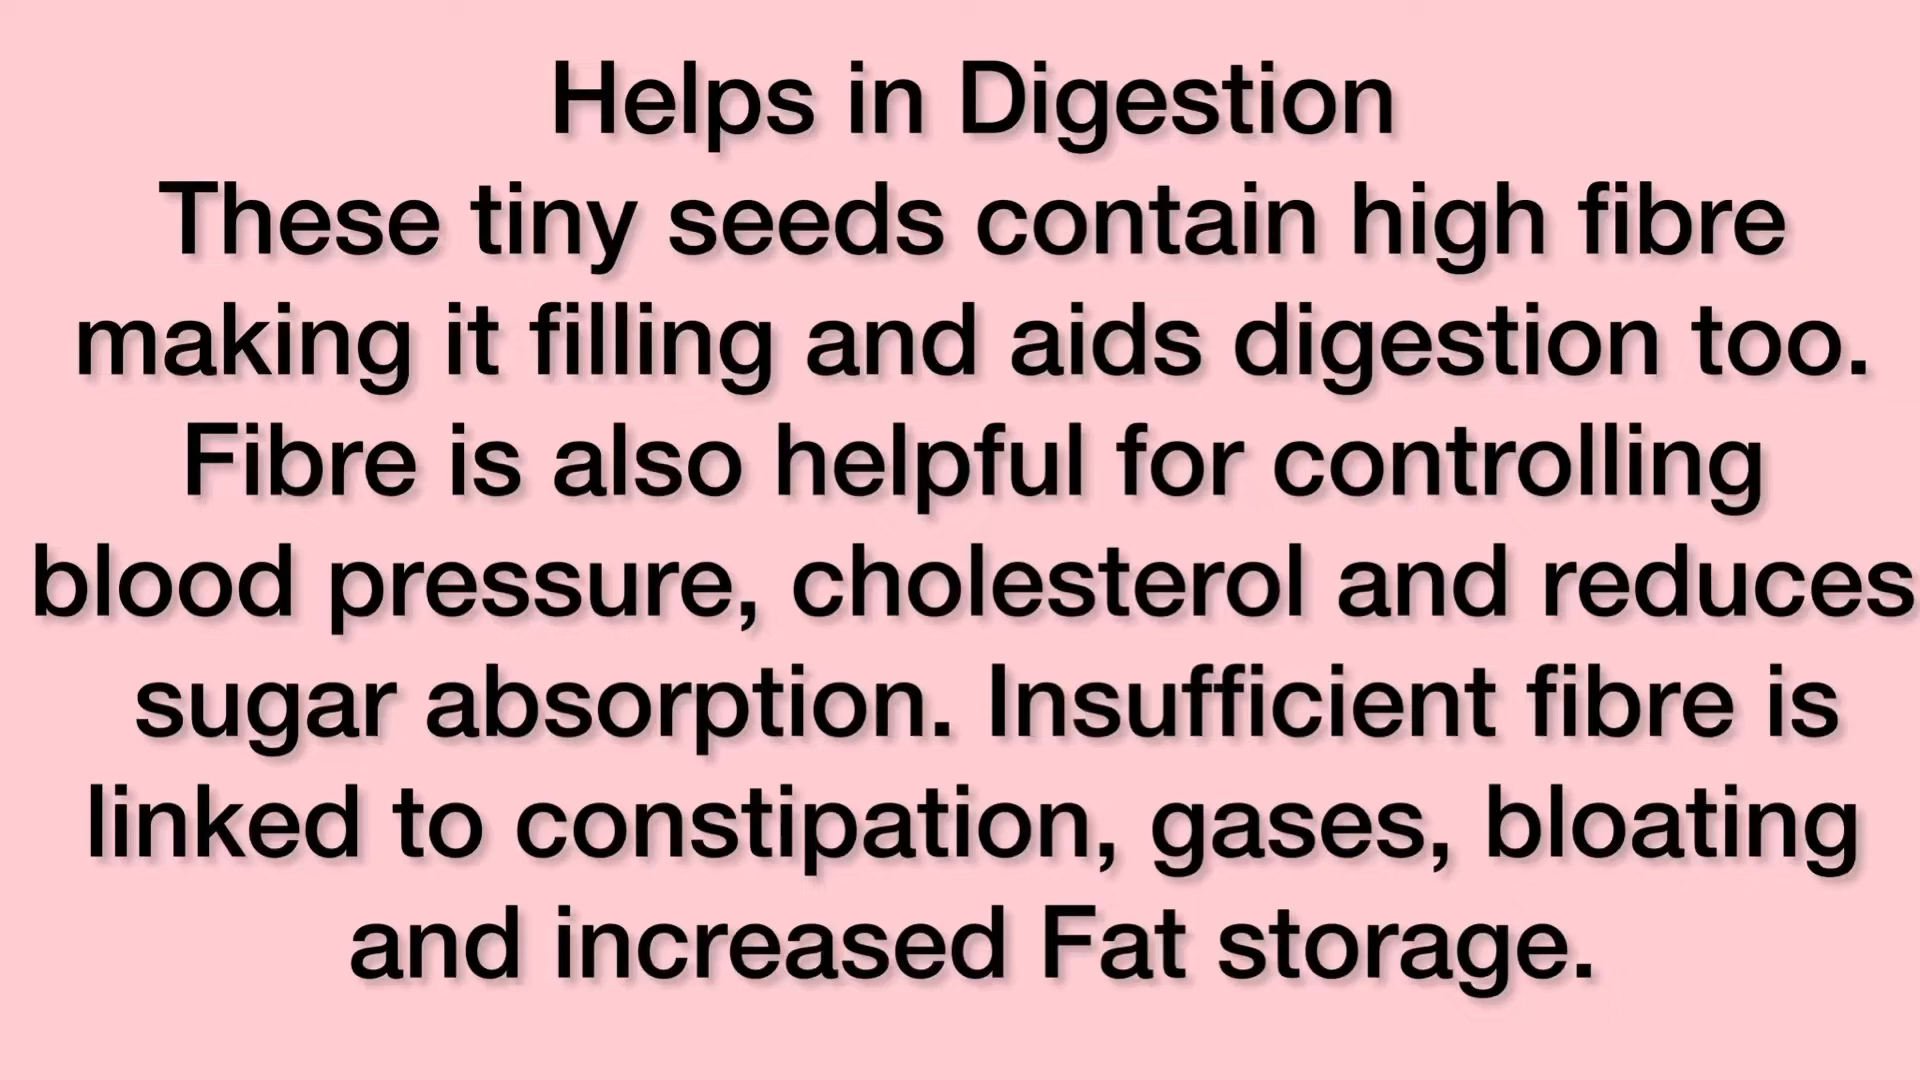 Helps in Digestion
These tiny seeds contain high fibre
making it filling and aids digestion too.
Fibre is also helpful for controlling
blood pressure, cholesterol and reduces
sugar absorption. Insufficient fibre is
linked to constipation, gases, bloating
and increased Fat storage.